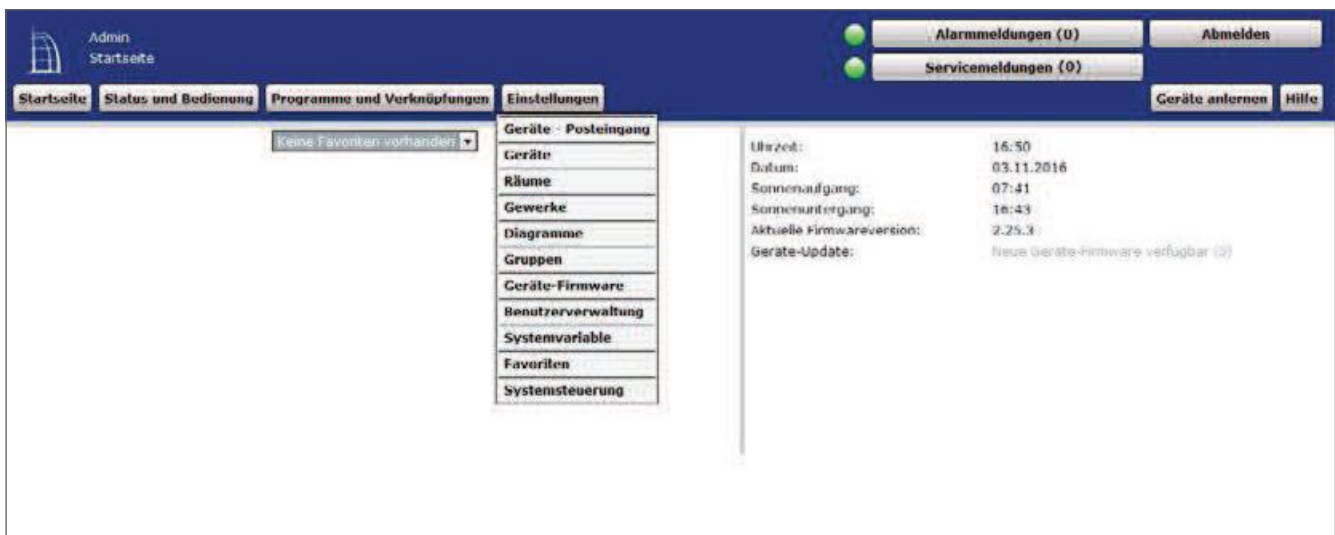 Admin
Startseite
Alarmmeldungen (0)
Abmelden
Servicemeldungen (0)
Startseite
Status und Bedienung
Programme und Verknüpfungen
Einstellungen
Geräte anlernen
Hilfe
Keine Favoriten vorhanden
Geräte - Posteingang
Geräte
Räume
Gewerke
Diagramme
Gruppen
Geräte-Firmware
Benutzerverwaltung
Systemvariable
Favoriten
Systemsteuerung
Uhrzeit: 16:50
Datum: 03.11.2016
Sonnenaufgang: 07:41
Sonnenuntergang: 16:43
Aktuelle Firmwareversion: 2.25.3
Geräte-Update: Neue Geräte-Firmware verfügbar (5)